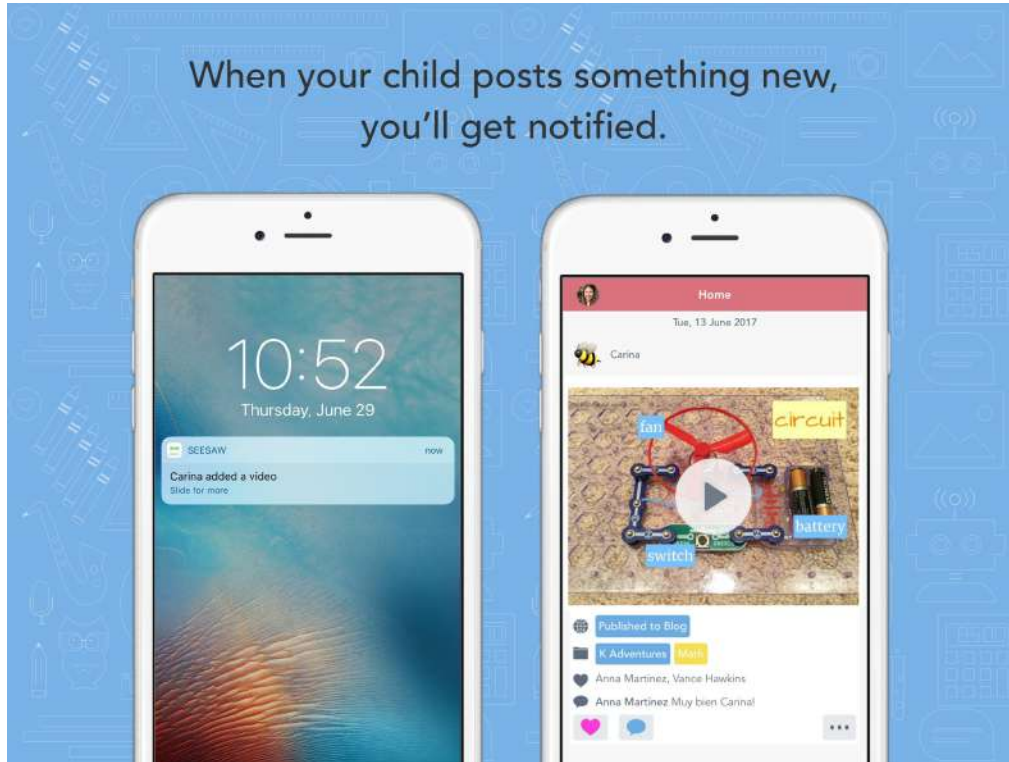 When your child posts something new,
you'll get notified.
10:52
Thursday, June 29
SEESAW now
Carina added a video
Slide for more
Home
Tue, 13 June 2017
Carina
circuit
fan
battery
switch
Published to Blog
K Adventures Math
Anna Martinez, Vance Hawkins
Anna Martinez Muy bien Carina!